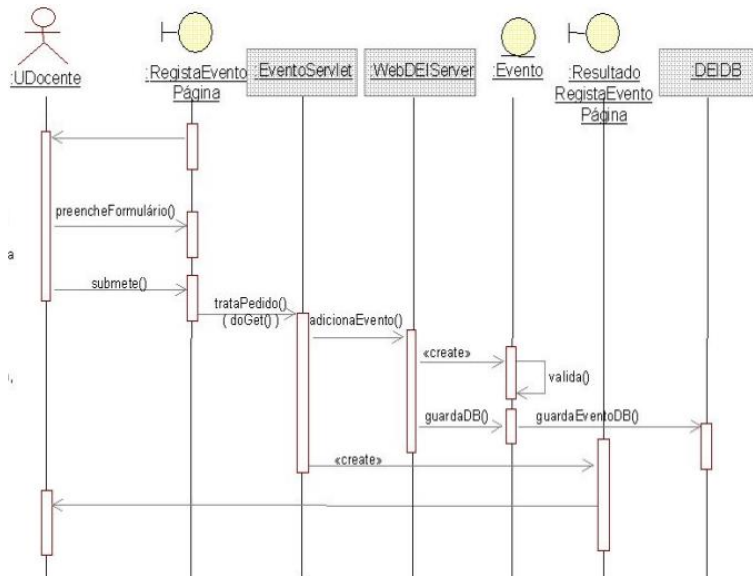 :UDocente
:RegistaEvento
Página
:EventoServlet
:WebDEIServer
:Evento
:Resultado
RegistaEvento
Página
:DEIDB
preencheFormulário()
a
submete()
trataPedido()
( doGet() )
adicionaEvento()
«create»
),
valida()
guardaDB()
guardaEventoDB()
«create»